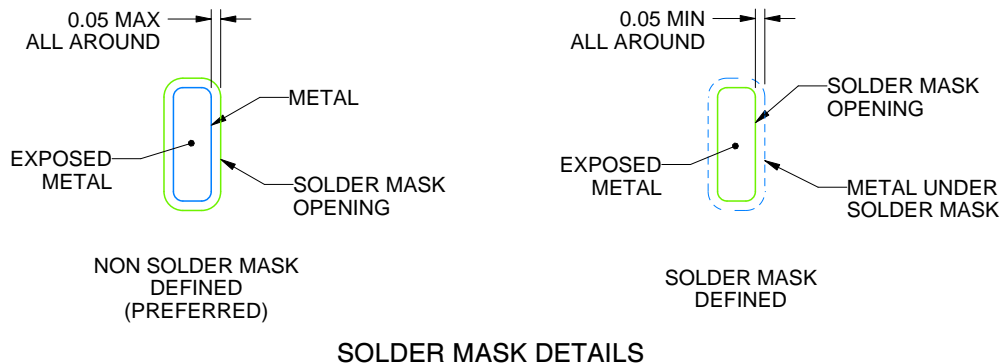 0.05 MAX
ALL AROUND
METAL
EXPOSED
METAL
SOLDER MASK
OPENING
NON SOLDER MASK
DEFINED
(PREFERRED)
0.05 MIN
ALL AROUND
SOLDER MASK
OPENING
EXPOSED
METAL
METAL UNDER
SOLDER MASK
SOLDER MASK
DEFINED
SOLDER MASK DETAILS